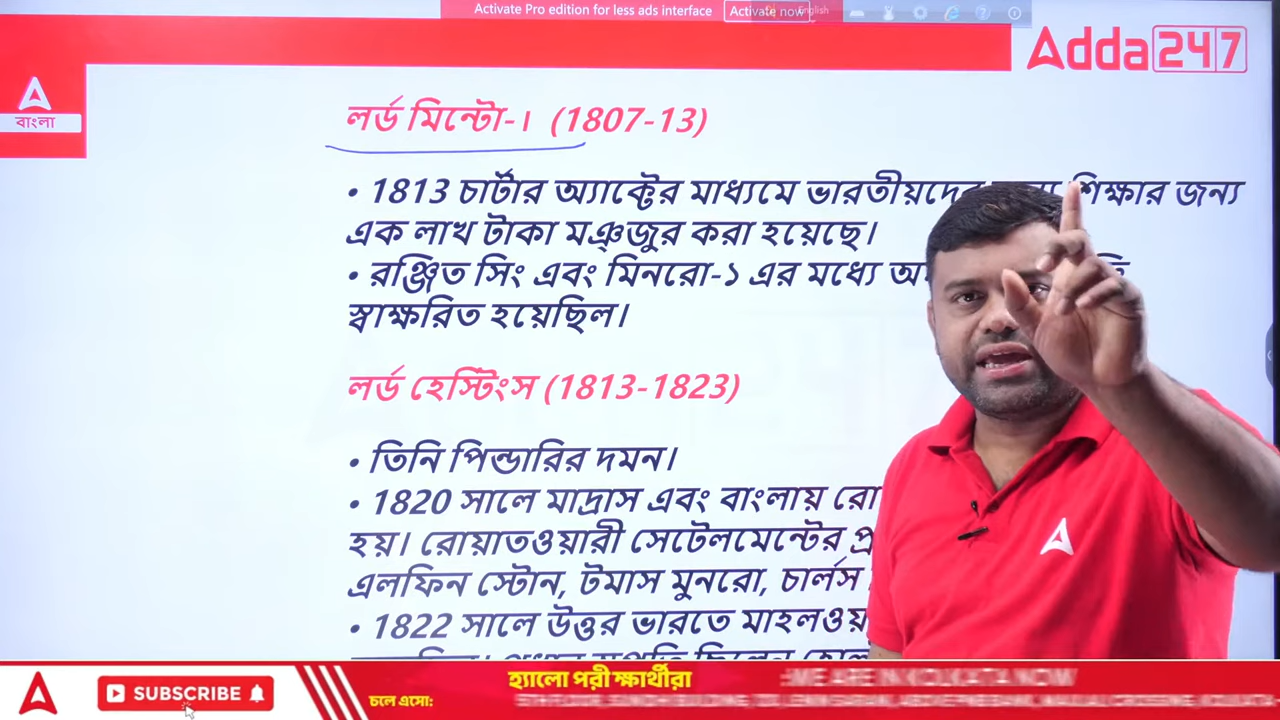 Activate Pro edition for less ads interface Activate now English
Adda247
বাংলা
লর্ড মিন্টো-। (1807-13)
• 1813 চার্টার অ্যাক্টের মাধ্যমে ভারতীয়দের শিক্ষার জন্য
এক লাখ টাকা মঞ্জুর করা হয়েছে।
• রঞ্জিত সিং এবং মিনরো-১ এর মধ্যে
স্বাক্ষরিত হয়েছিল।
লর্ড হেস্টিংস (1813-1823)
• তিনি পিন্ডারির দমন।
• 1820 সালে মাদ্রাস এবং বাংলায়
হয়। রোয়াতওয়ারী সেটেলমেন্টের
এলফিন স্টোন, টমাস মুনরো, চার্লস
• 1822 সালে উত্তর ভারতে
SUBSCRIBE
হ্যালো পরীক্ষার্থীরা
চলে এসো:
WE ARE IN KOLKATA NOW